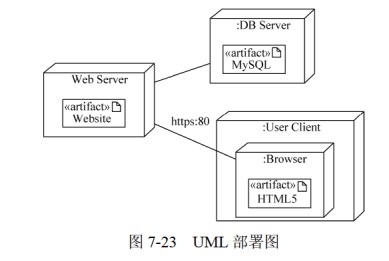 :DB Server
«artifact»
MySQL
Web Server
«artifact»
Website
https:80
:User Client
:Browser
«artifact»
HTML5
图 7-23 UML 部署图